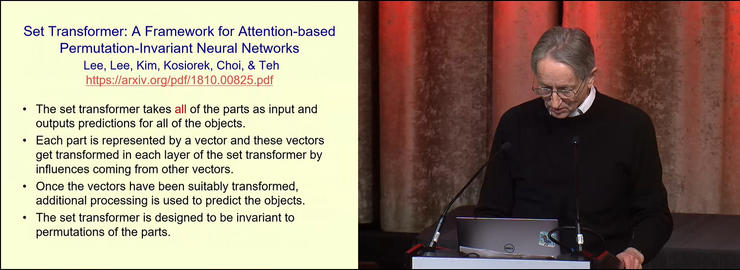 Set Transformer: A Framework for Attention-based
Permutation-Invariant Neural Networks
Lee, Lee, Kim, Kosiorek, Choi, & Teh
https://arxiv.org/pdf/1810.00825.pdf
• The set transformer takes all of the parts as input and
outputs predictions for all of the objects.
• Each part is represented by a vector and these vectors
get transformed in each layer of the set transformer by
influences coming from other vectors.
• Once the vectors have been suitably transformed,
additional processing is used to predict the objects.
• The set transformer is designed to be invariant to
permutations of the parts.
DELL